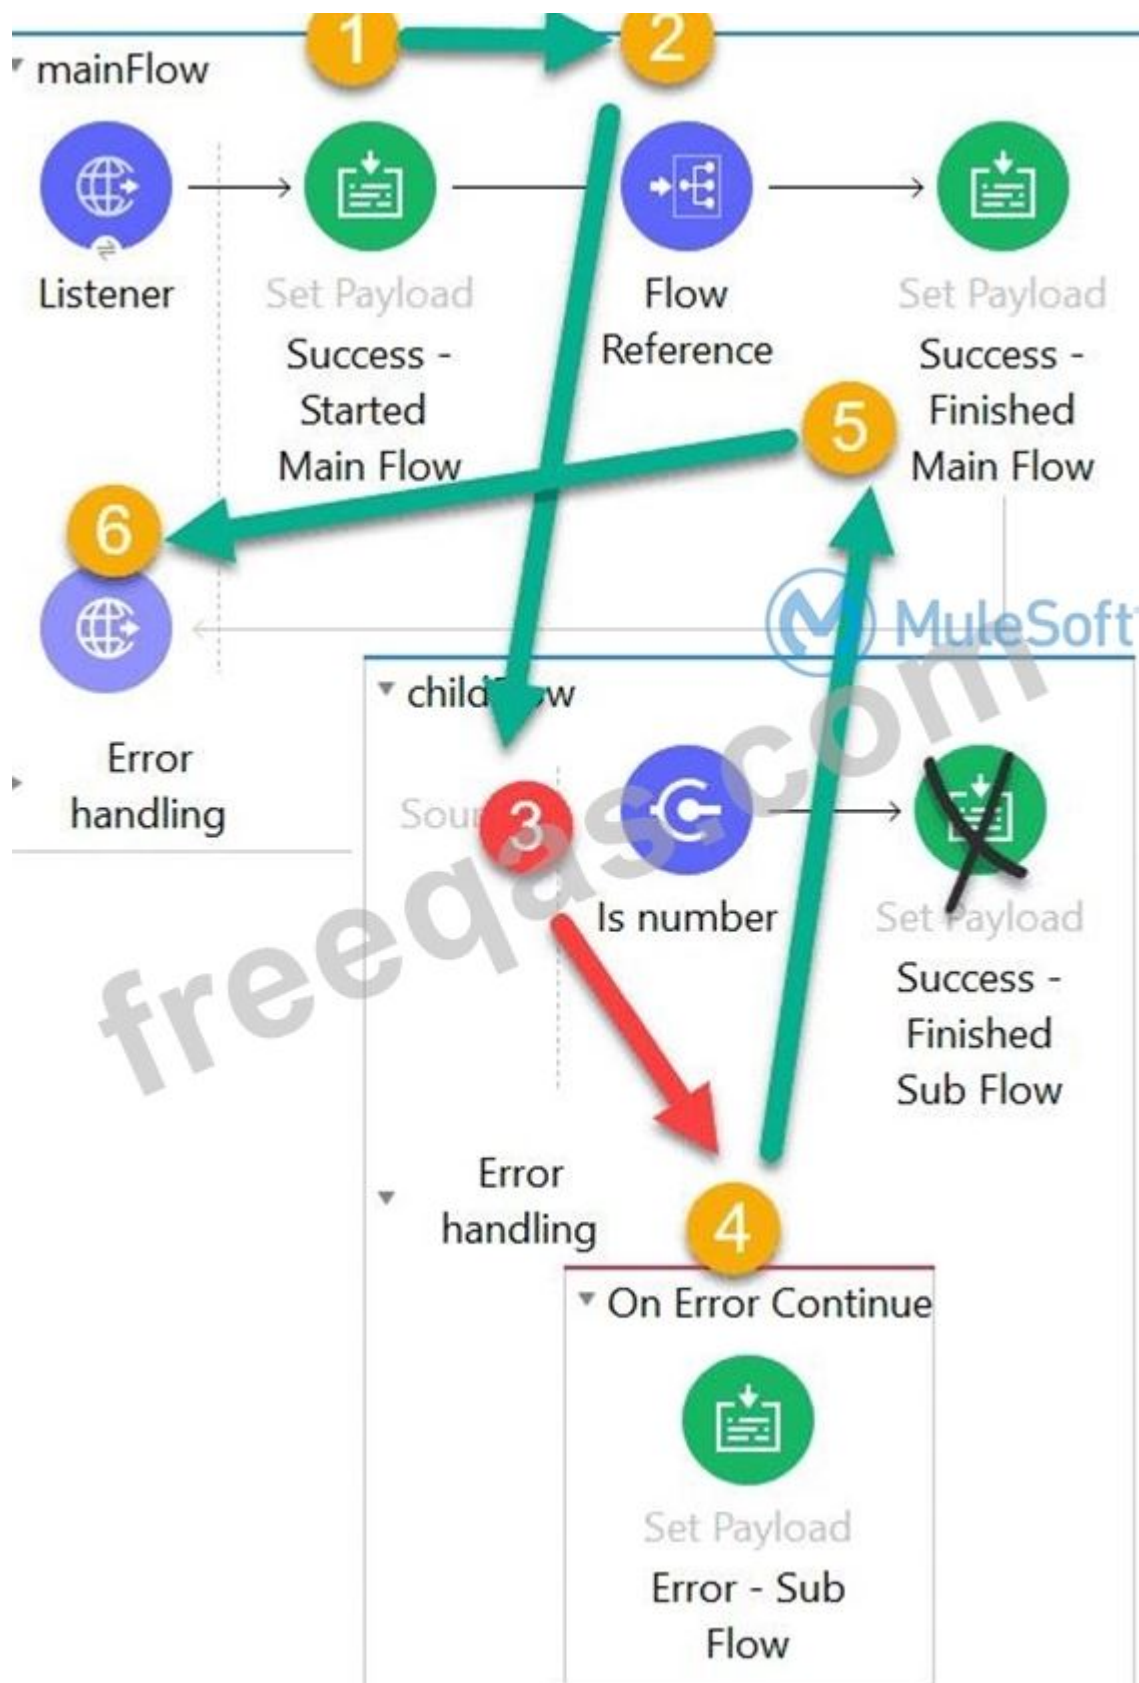 1
2
mainFlow
Listener
Set Payload
Success -
Started
Main Flow
Flow
Reference
Set Payload
Success -
Finished
Main Flow
5
6
MuleSoft
Error
handling
childFlow
3
Is number
Set Payload
Success -
Finished
Sub Flow
Error
handling
4
On Error Continue
Set Payload
Error - Sub
Flow
freeqas.com